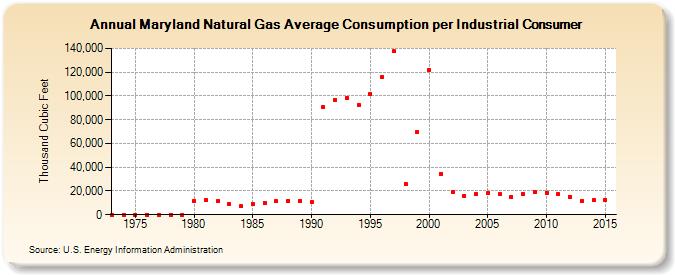 Annual Maryland Natural Gas Average Consumption per Industrial Consumer
Thousand Cubic Feet
140,000
120,000
100,000
80,000
60,000
40,000
20,000
0
1975 1980 1985 1990 1995 2000 2005 2010 2015
Source: U.S. Energy Information Administration